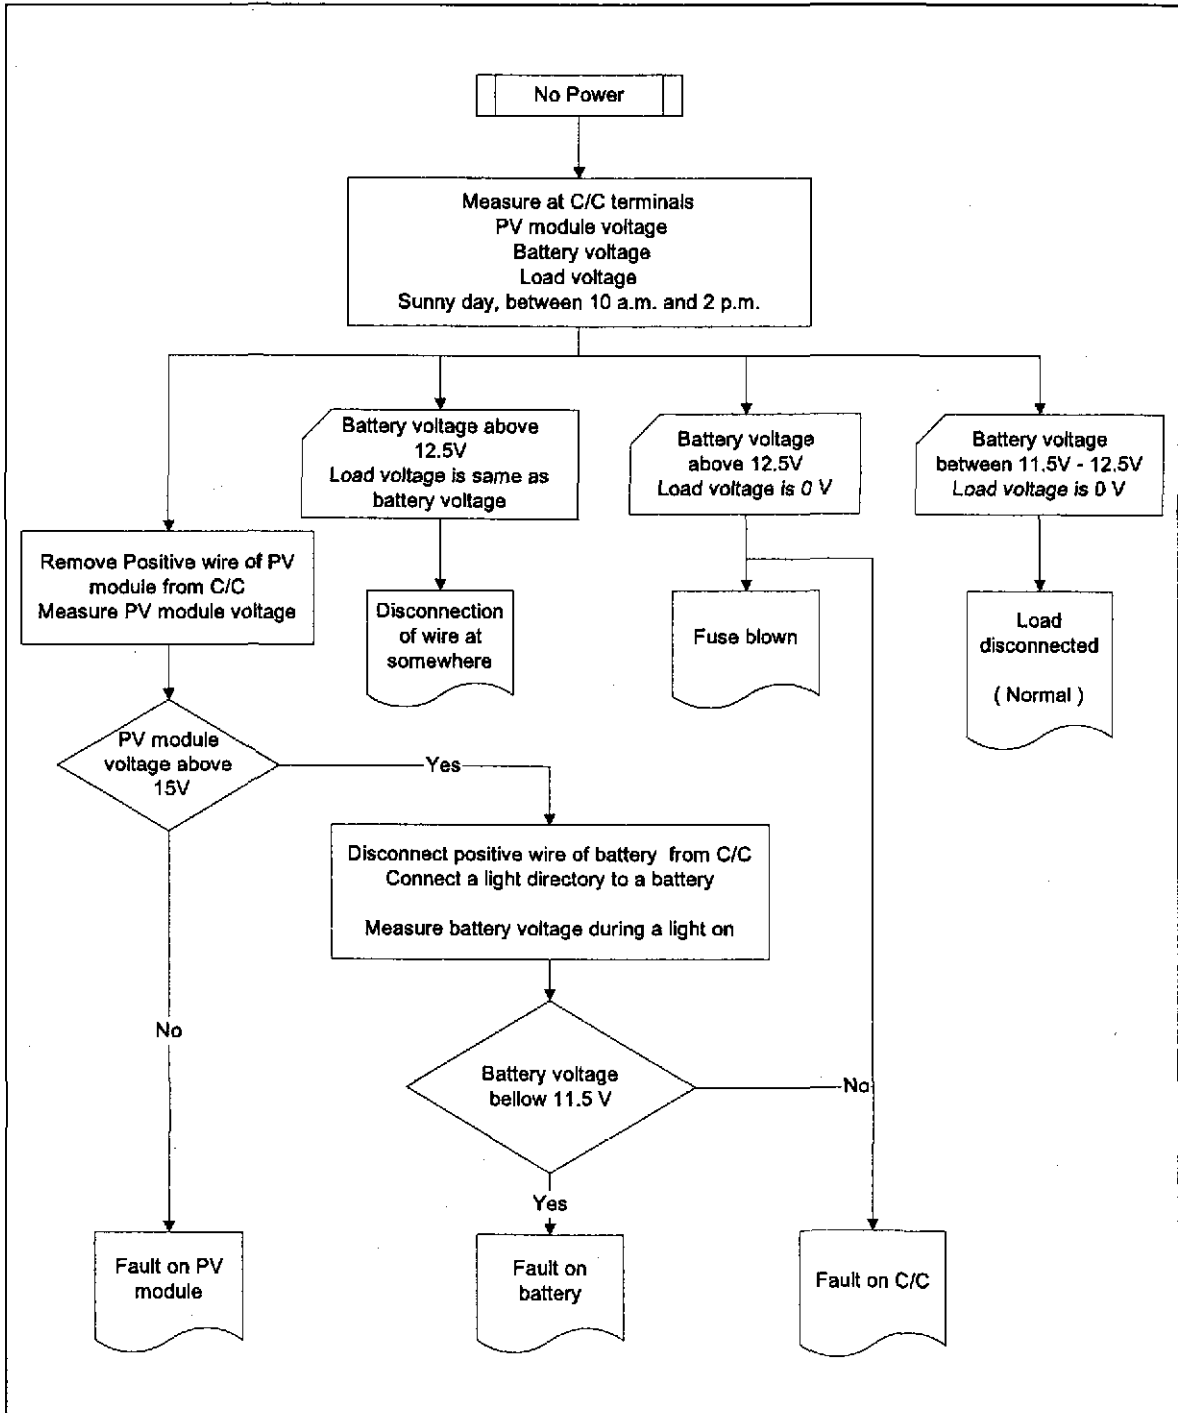 No Power
Measure at C/C terminals
PV module voltage
Battery voltage
Load voltage
Sunny day, between 10 a.m. and 2 p.m.
Battery voltage above
12.5V
Load voltage is same as
battery voltage
Battery voltage
above 12.5V
Load voltage is 0 V
Battery voltage
between 11.5V - 12.5V
Load voltage is 0 V
Remove Positive wire of PV
module from C/C
Measure PV module voltage
Disconnection
of wire at
somewhere
Fuse blown
Load
disconnected
( Normal )
PV module
voltage above
15V
Yes
Disconnect positive wire of battery from C/C
Connect a light directory to a battery
Measure battery voltage during a light on
No
Battery voltage
bellow 11.5 V
No
Yes
Fault on PV
module
Fault on
battery
Fault on C/C